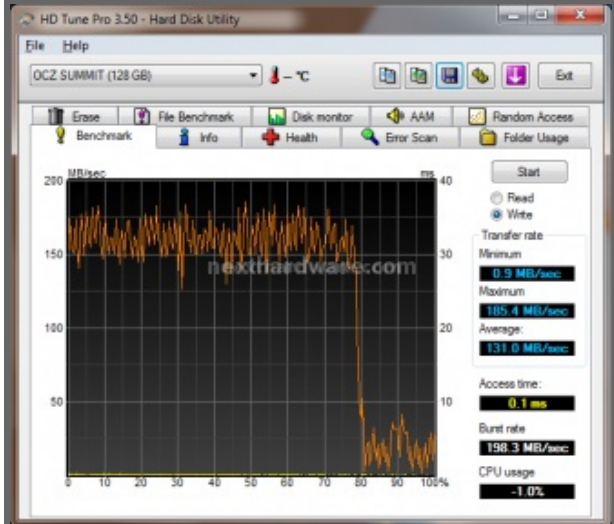 HD Tune Pro 3.50 - Hard Disk Utility
File Help
OCZ SUMMIT (128 GB)
– °C
Exit
Erase File Benchmark Disk monitor AAM Random Access
Benchmark Info Health Error Scan Folder Usage
MB/sec ms
200 40
150 30
100 20
50 10
0 10 20 30 40 50 60 70 80 90 100%
nexthardware.com
Start
Read
Write
Transfer rate
Minimum
0.9 MB/sec
Maximum
185.4 MB/sec
Average:
131.0 MB/sec
Access time:
0.1 ms
Burst rate
198.3 MB/sec
CPU usage
-1.0%